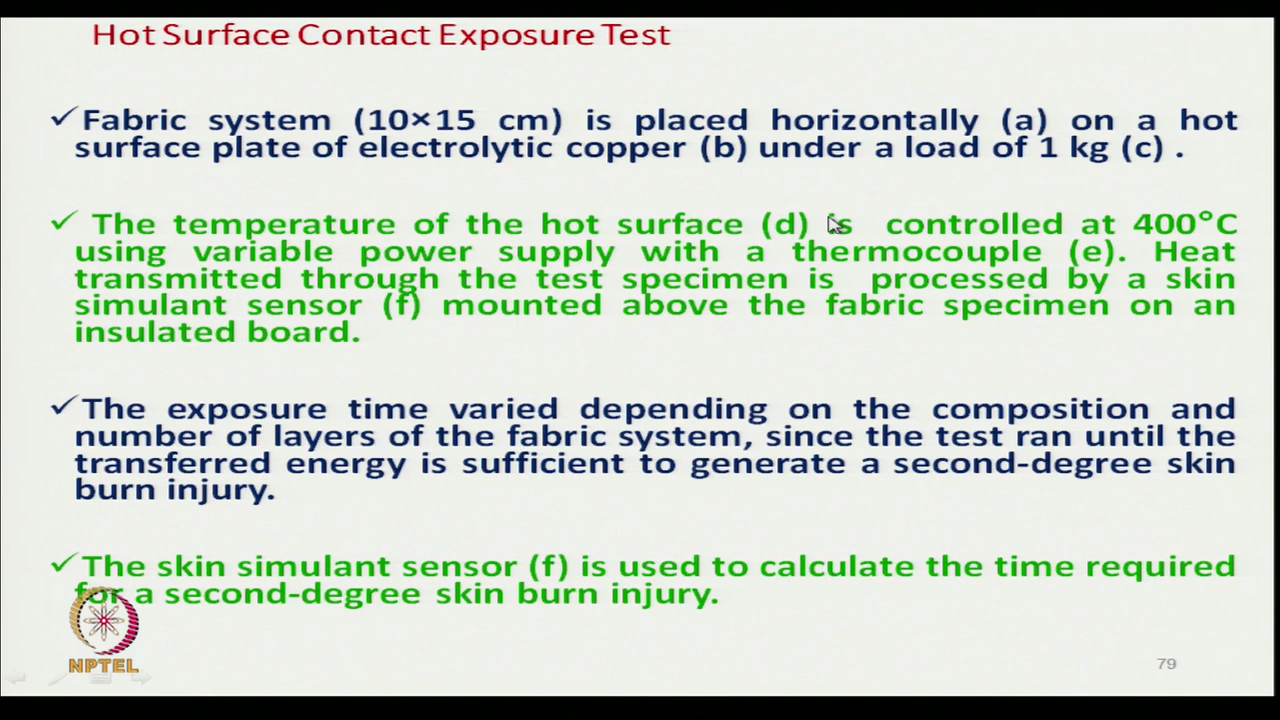 Hot Surface Contact Exposure Test
✓Fabric system (10×15 cm) is placed horizontally (a) on a hot
surface plate of electrolytic copper (b) under a load of 1 kg (c) .
✓ The temperature of the hot surface (d) is controlled at 400°C
using variable power supply with a thermocouple (e). Heat
transmitted through the test specimen is processed by a skin
simulant sensor (f) mounted above the fabric specimen on an
insulated board.
✓The exposure time varied depending on the composition and
number of layers of the fabric system, since the test ran until the
transferred energy is sufficient to generate a second-degree skin
burn injury.
✓The skin simulant sensor (f) is used to calculate the time required
for a second-degree skin burn injury.
NPTEL
79